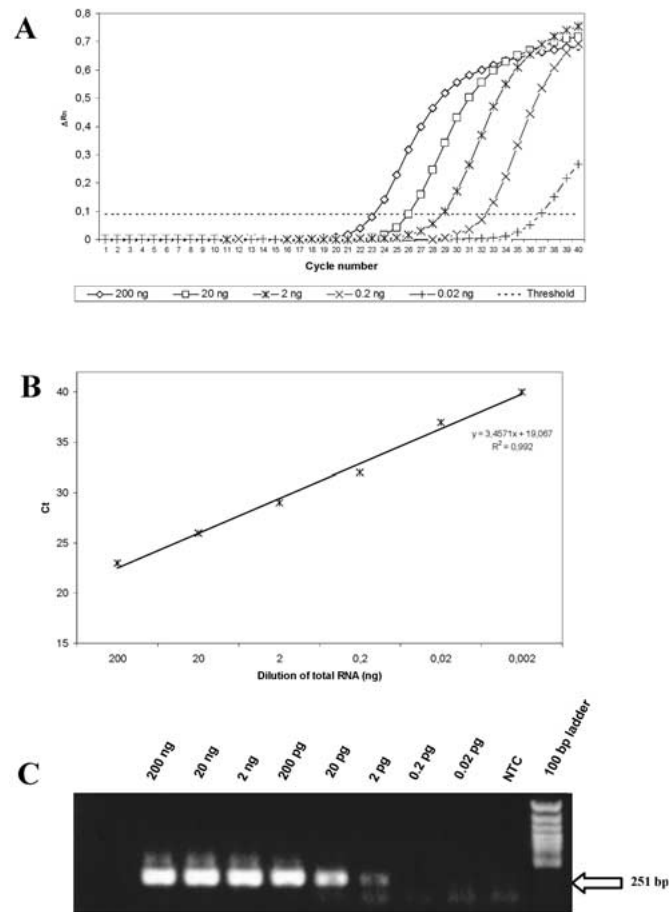 A
0,8
0,7
0,6
0,5
0,4
0,3
0,2
0,1
0
ΔRn
1 2 3 4 5 6 7 8 9 10 11 12 13 14 15 16 17 18 19 20 21 22 23 24 25 26 27 28 29 30 31 32 33 34 35 36 37 38 39 40
Cycle number
200 ng 20 ng 2 ng 0.2 ng 0.02 ng Threshold
B
40
35
30
25
20
15
Ct
y = 3,4571x + 19,067
R² = 0,992
200 20 2 0,2 0,02 0,002
Dilution of total RNA (ng)
C
200 ng 20 ng 2 ng 200 pg 20 pg 2 pg 0.2 pg 0.02 pg NTC 100 bp ladder
251 bp